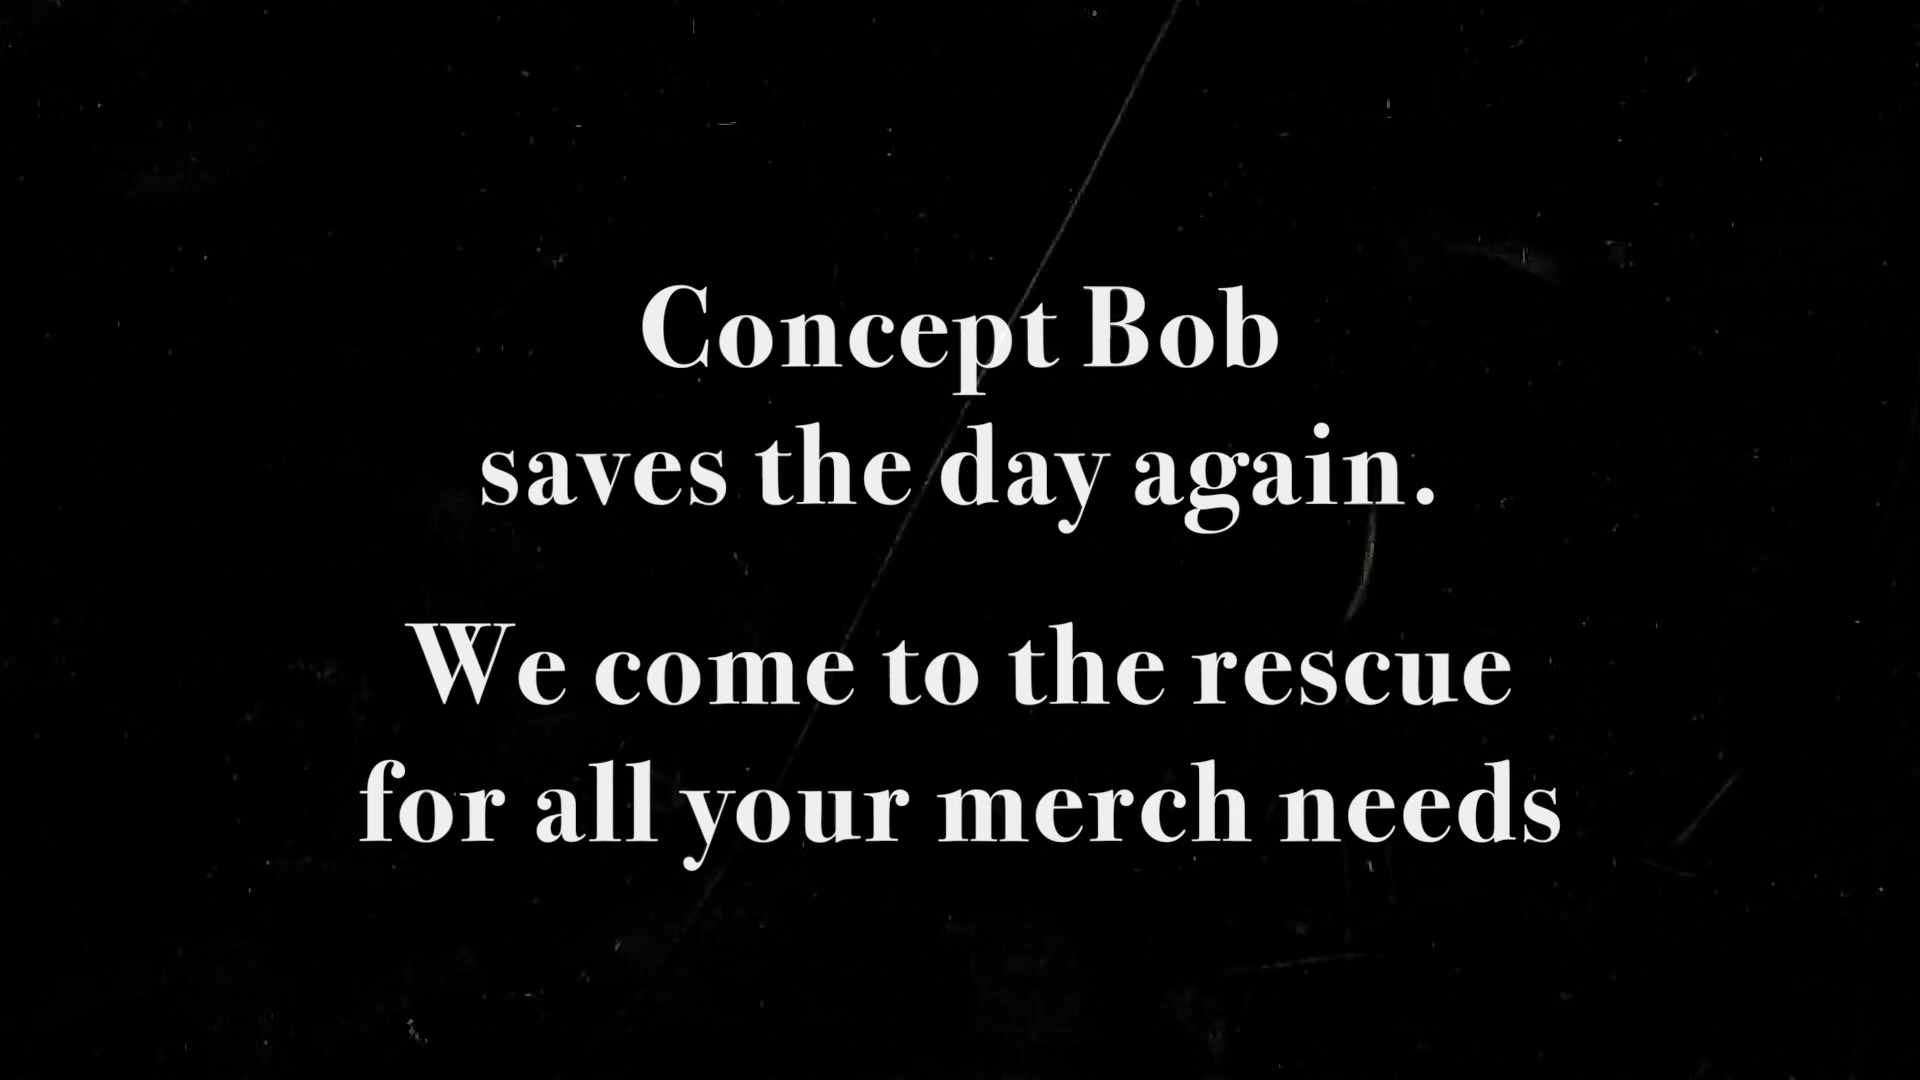 Concept Bob
saves the day again.
We come to the rescue
for all your merch needs